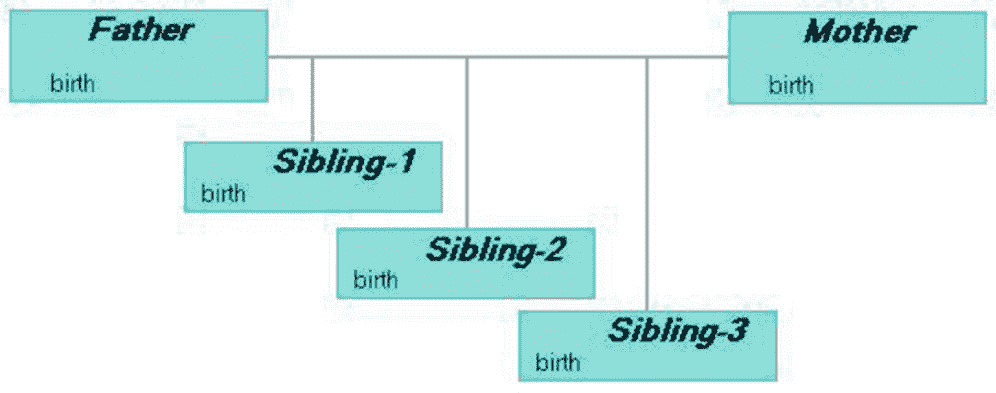 Father
birth
Mother
birth
Sibling-1
birth
Sibling-2
birth
Sibling-3
birth